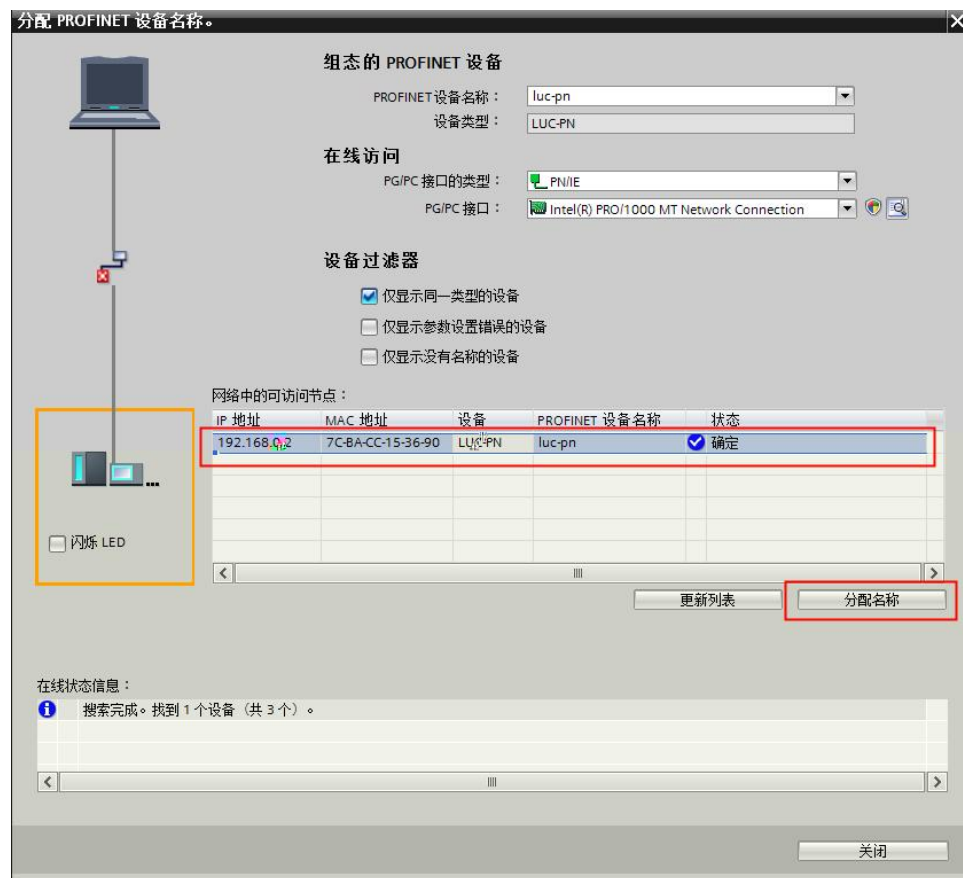 分配 PROFINET 设备名称。
组态的 PROFINET 设备
PROFINET设备名称： luc-pn
设备类型： LUC-PN
在线访问
PG/PC 接口的类型： PN/IE
PG/PC 接口： Intel(R) PRO/1000 MT Network Connection
设备过滤器
仅显示同一类型的设备
仅显示参数设置错误的设备
仅显示没有名称的设备
网络中的可访问节点：
IP 地址 MAC 地址 设备 PROFINET 设备名称 状态
192.168.0.2 7C-BA-CC-15-36-90 LUC-PN luc-pn 确定
闪烁 LED
更新列表 分配名称
在线状态信息：
搜索完成。找到 1 个设备（共 3 个）。
关闭